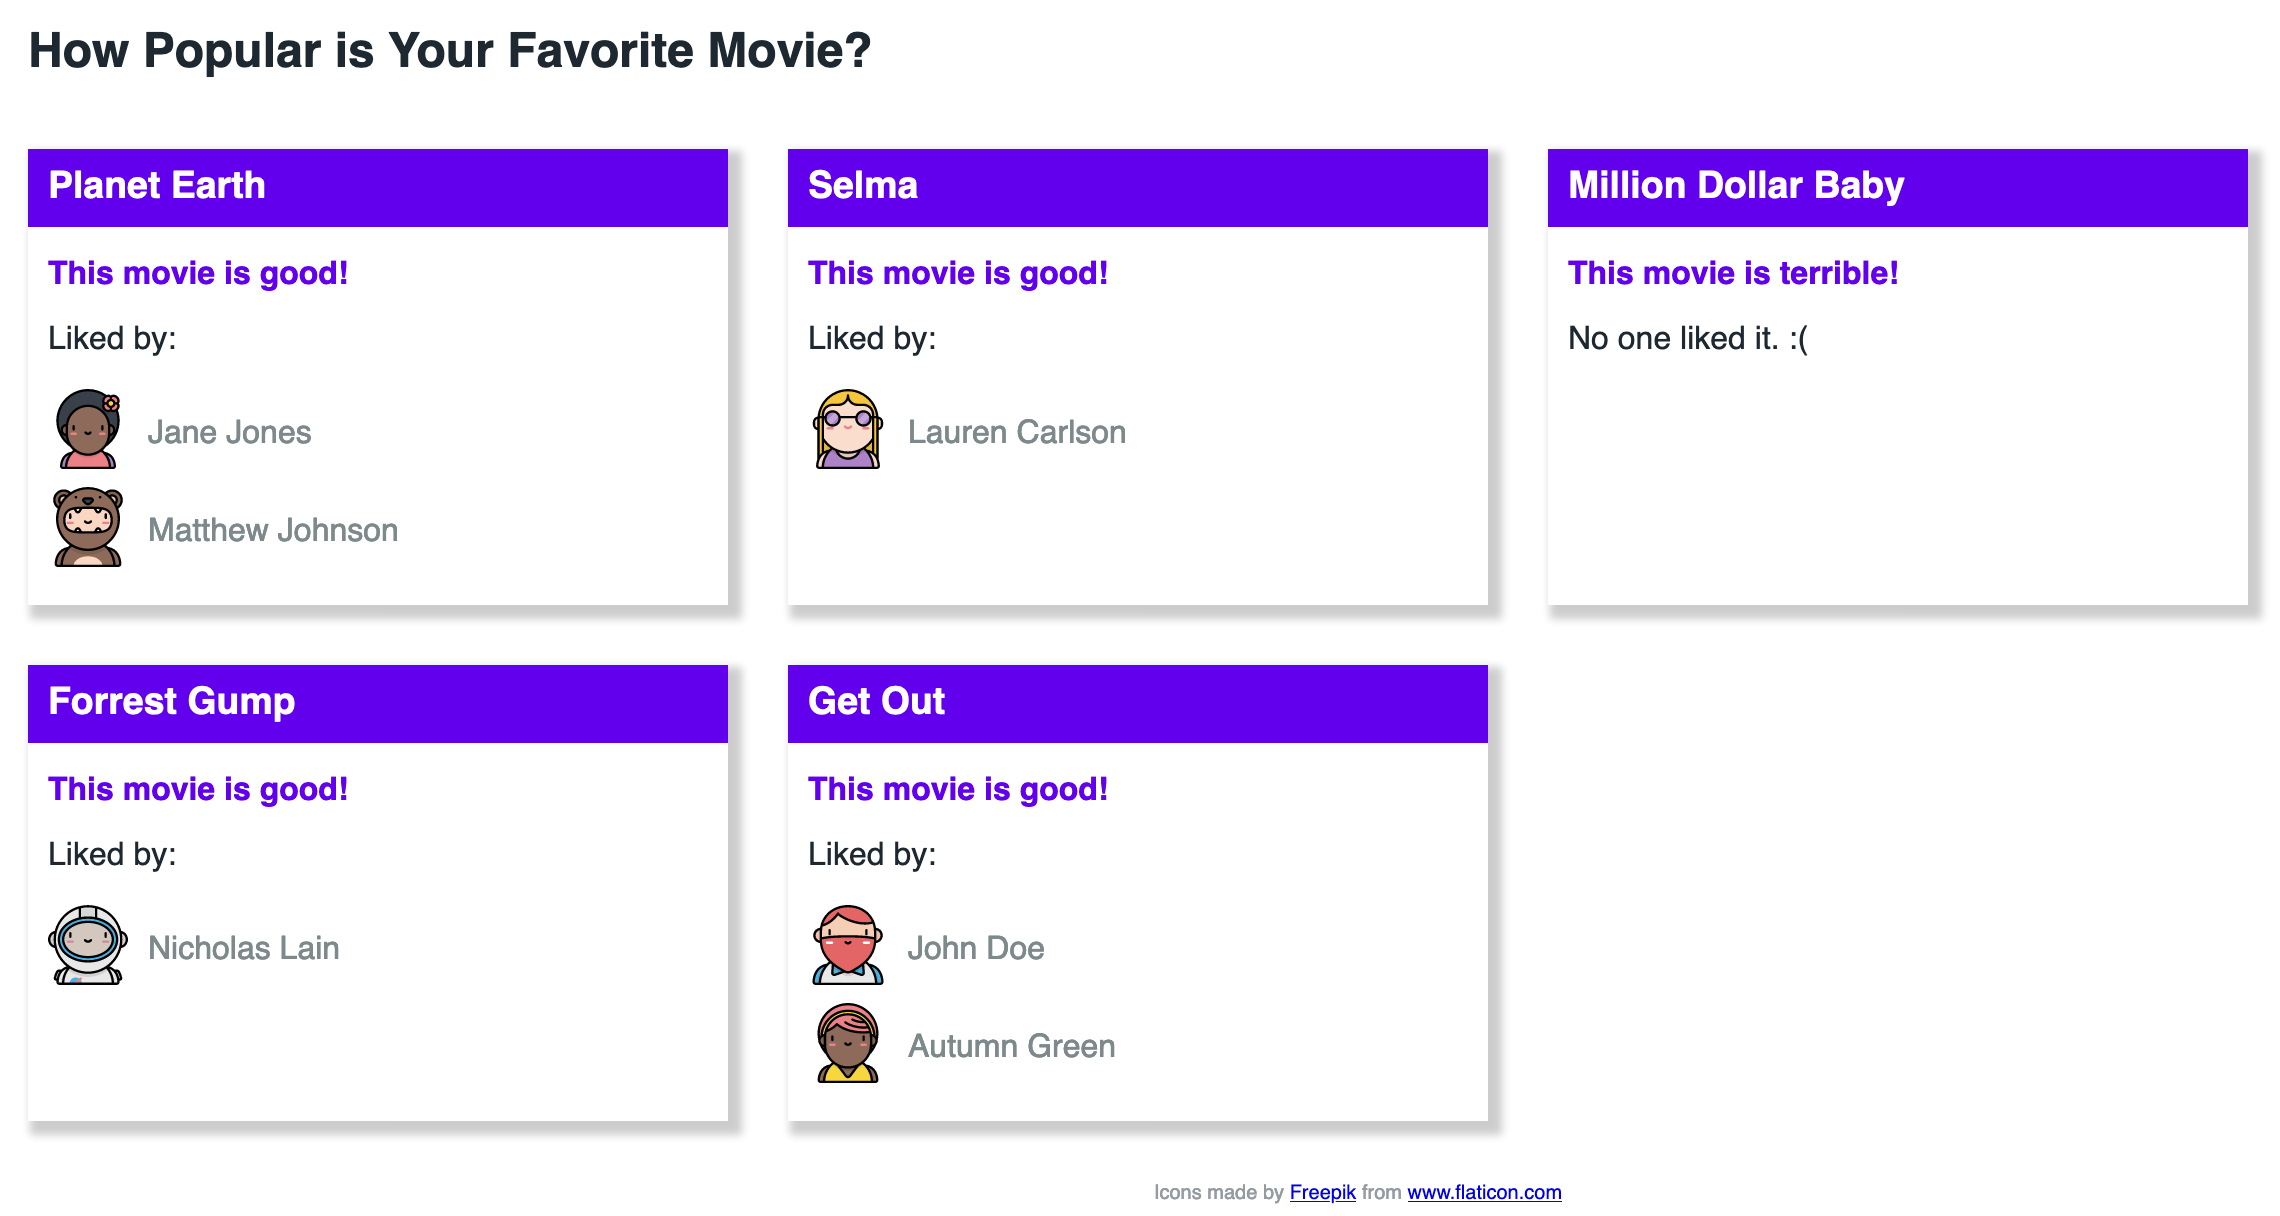 How Popular is Your Favorite Movie?
Planet Earth
This movie is good!
Liked by:
Jane Jones
Matthew Johnson
Selma
This movie is good!
Liked by:
Lauren Carlson
Million Dollar Baby
This movie is terrible!
No one liked it. :(
Forrest Gump
This movie is good!
Liked by:
Nicholas Lain
Get Out
This movie is good!
Liked by:
John Doe
Autumn Green
Icons made by Freepik from www.flaticon.com